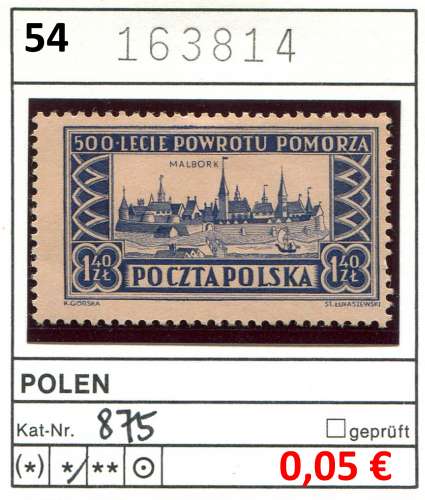 54 163814
500-LECIE POWROTU POMORZA
MALBORK
1 40 ZŁ POCZTA POLSKA 1 40 ZŁ
K. GÓRSKA ST. ŁUKASZEWSKI
POLEN
Kat-Nr. 875 geprüft
(*) */** ⊙ 0,05 €